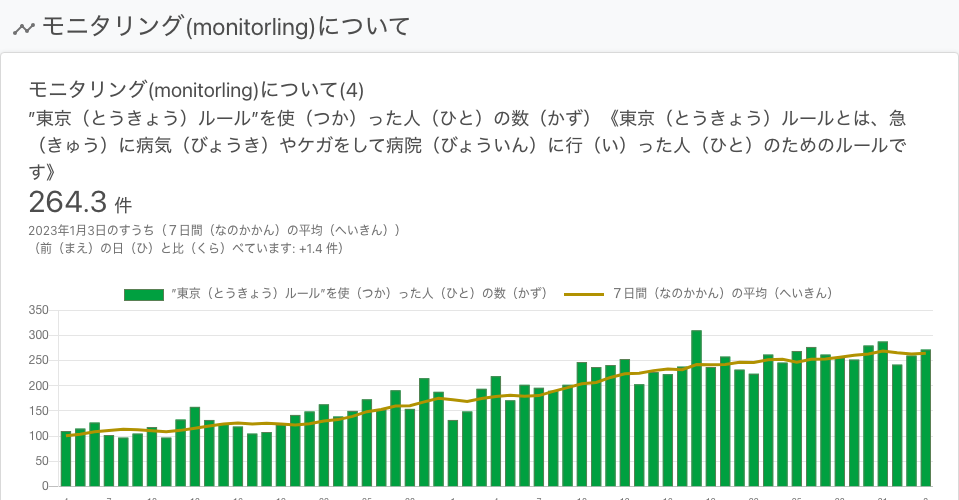 モニタリング(monitorling)について
モニタリング(monitorling)について(4)
”東京（とうきょう）ルール”を使（つか）った人（ひと）の数（かず）《東京（とうきょう）ルールとは、急
（きゅう）に病気（びょうき）やケガをして病院（びょういん）に行（い）った人（ひと）のためのルールで
す》
264.3 件
2023年1月3日のすうち（７日間（なのかかん）の平均（へいきん））
（前（まえ）の日（ひ）と比（くら）べています: +1.4 件）
”東京（とうきょう）ルール”を使（つか）った人（ひと）の数（かず） ７日間（なのかかん）の平均（へいきん）
350
300
250
200
150
100
50
0